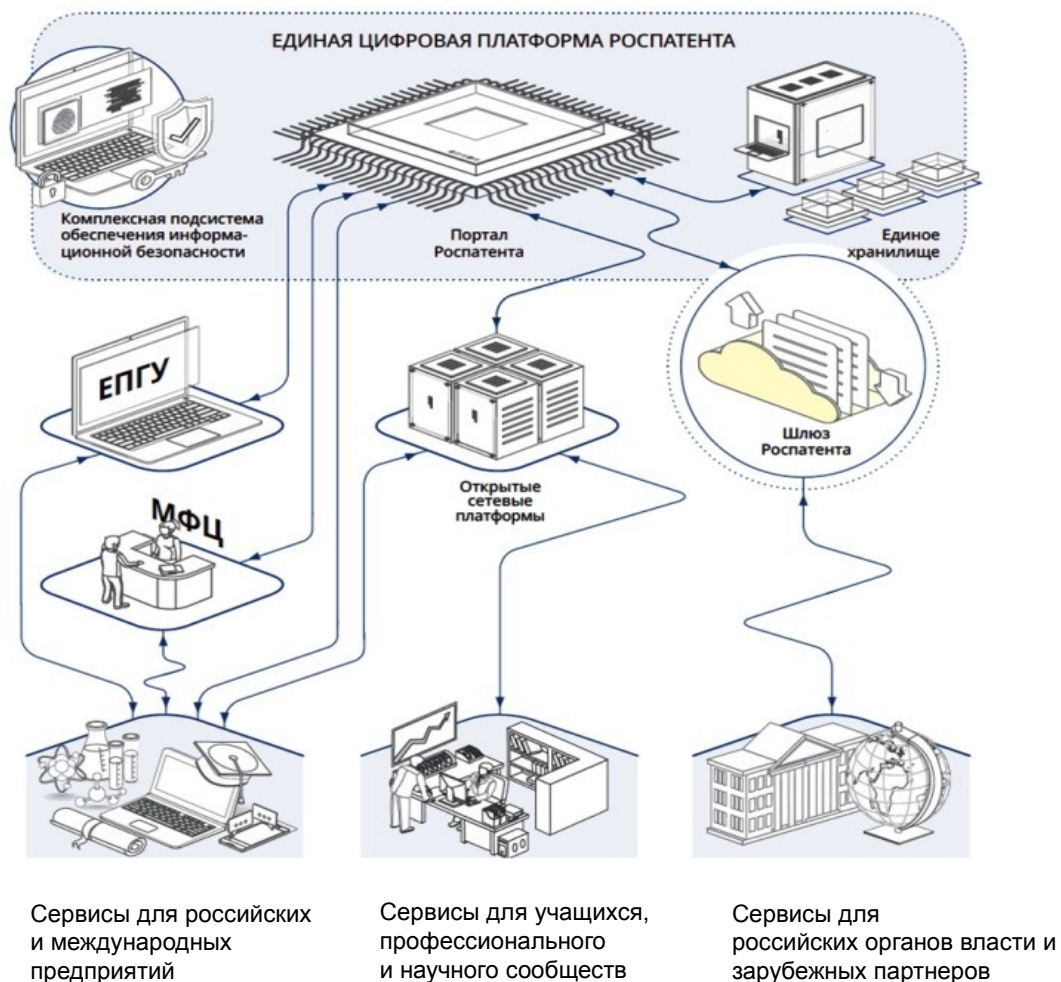 ЕДИНАЯ ЦИФРОВАЯ ПЛАТФОРМА РОСПАТЕНТА
Комплексная подсистема
обеспечения информа-
ционной безопасности
Портал
Роспатента
Единое
хранилище
ЕПГУ
МФЦ
Открытые
сетевые
платформы
Шлюз
Роспатента
Сервисы для российских
и международных
предприятий
Сервисы для учащихся,
профессионального
и научного сообществ
Сервисы для
российских органов власти и
зарубежных партнеров